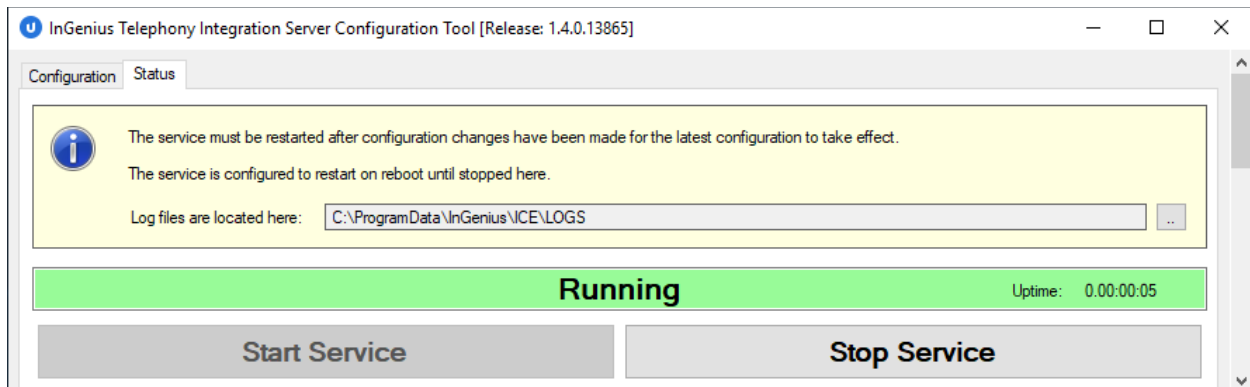 InGenius Telephony Integration Server Configuration Tool [Release: 1.4.0.13865]
Configuration Status
The service must be restarted after configuration changes have been made for the latest configuration to take effect.
The service is configured to restart on reboot until stopped here.
Log files are located here: C:\ProgramData\InGenius\ICE\LOGS ..
Running Uptime: 0.00:00:05
Start Service Stop Service